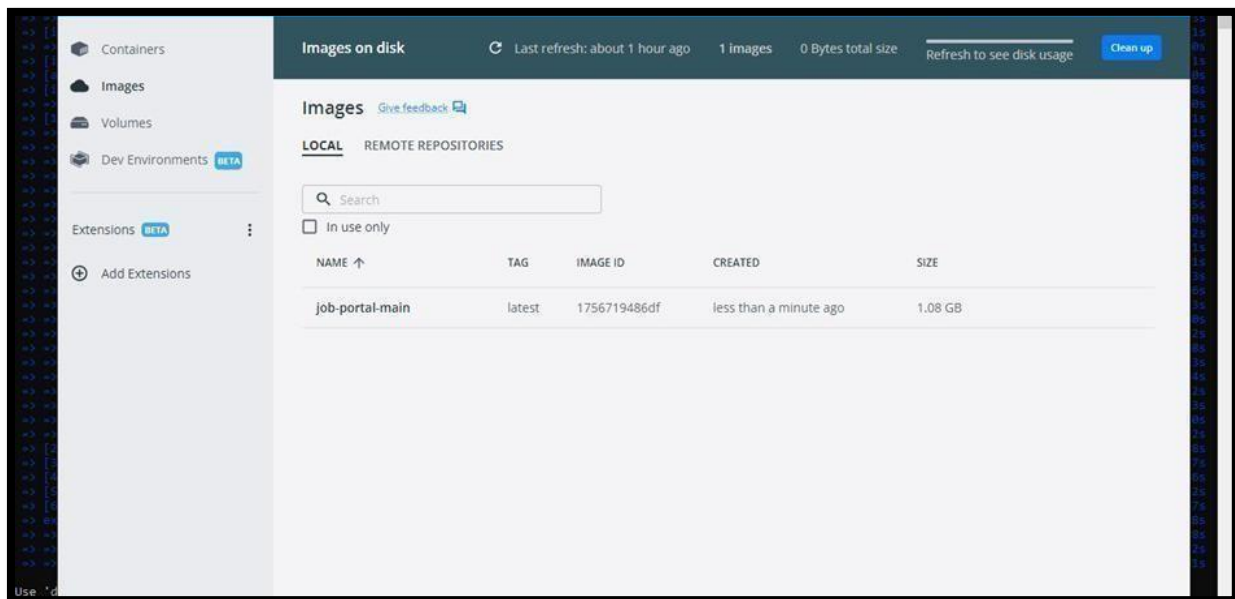 Containers
Images
Volumes
Dev Environments BETA
Extensions BETA
Add Extensions
Images on disk Last refresh: about 1 hour ago 1 images 0 Bytes total size Refresh to see disk usage Clean up
Images Give feedback
LOCAL REMOTE REPOSITORIES
Search
In use only
NAME TAG IMAGE ID CREATED SIZE
job-portal-main latest 1756719486df less than a minute ago 1.08 GB
Use 'd